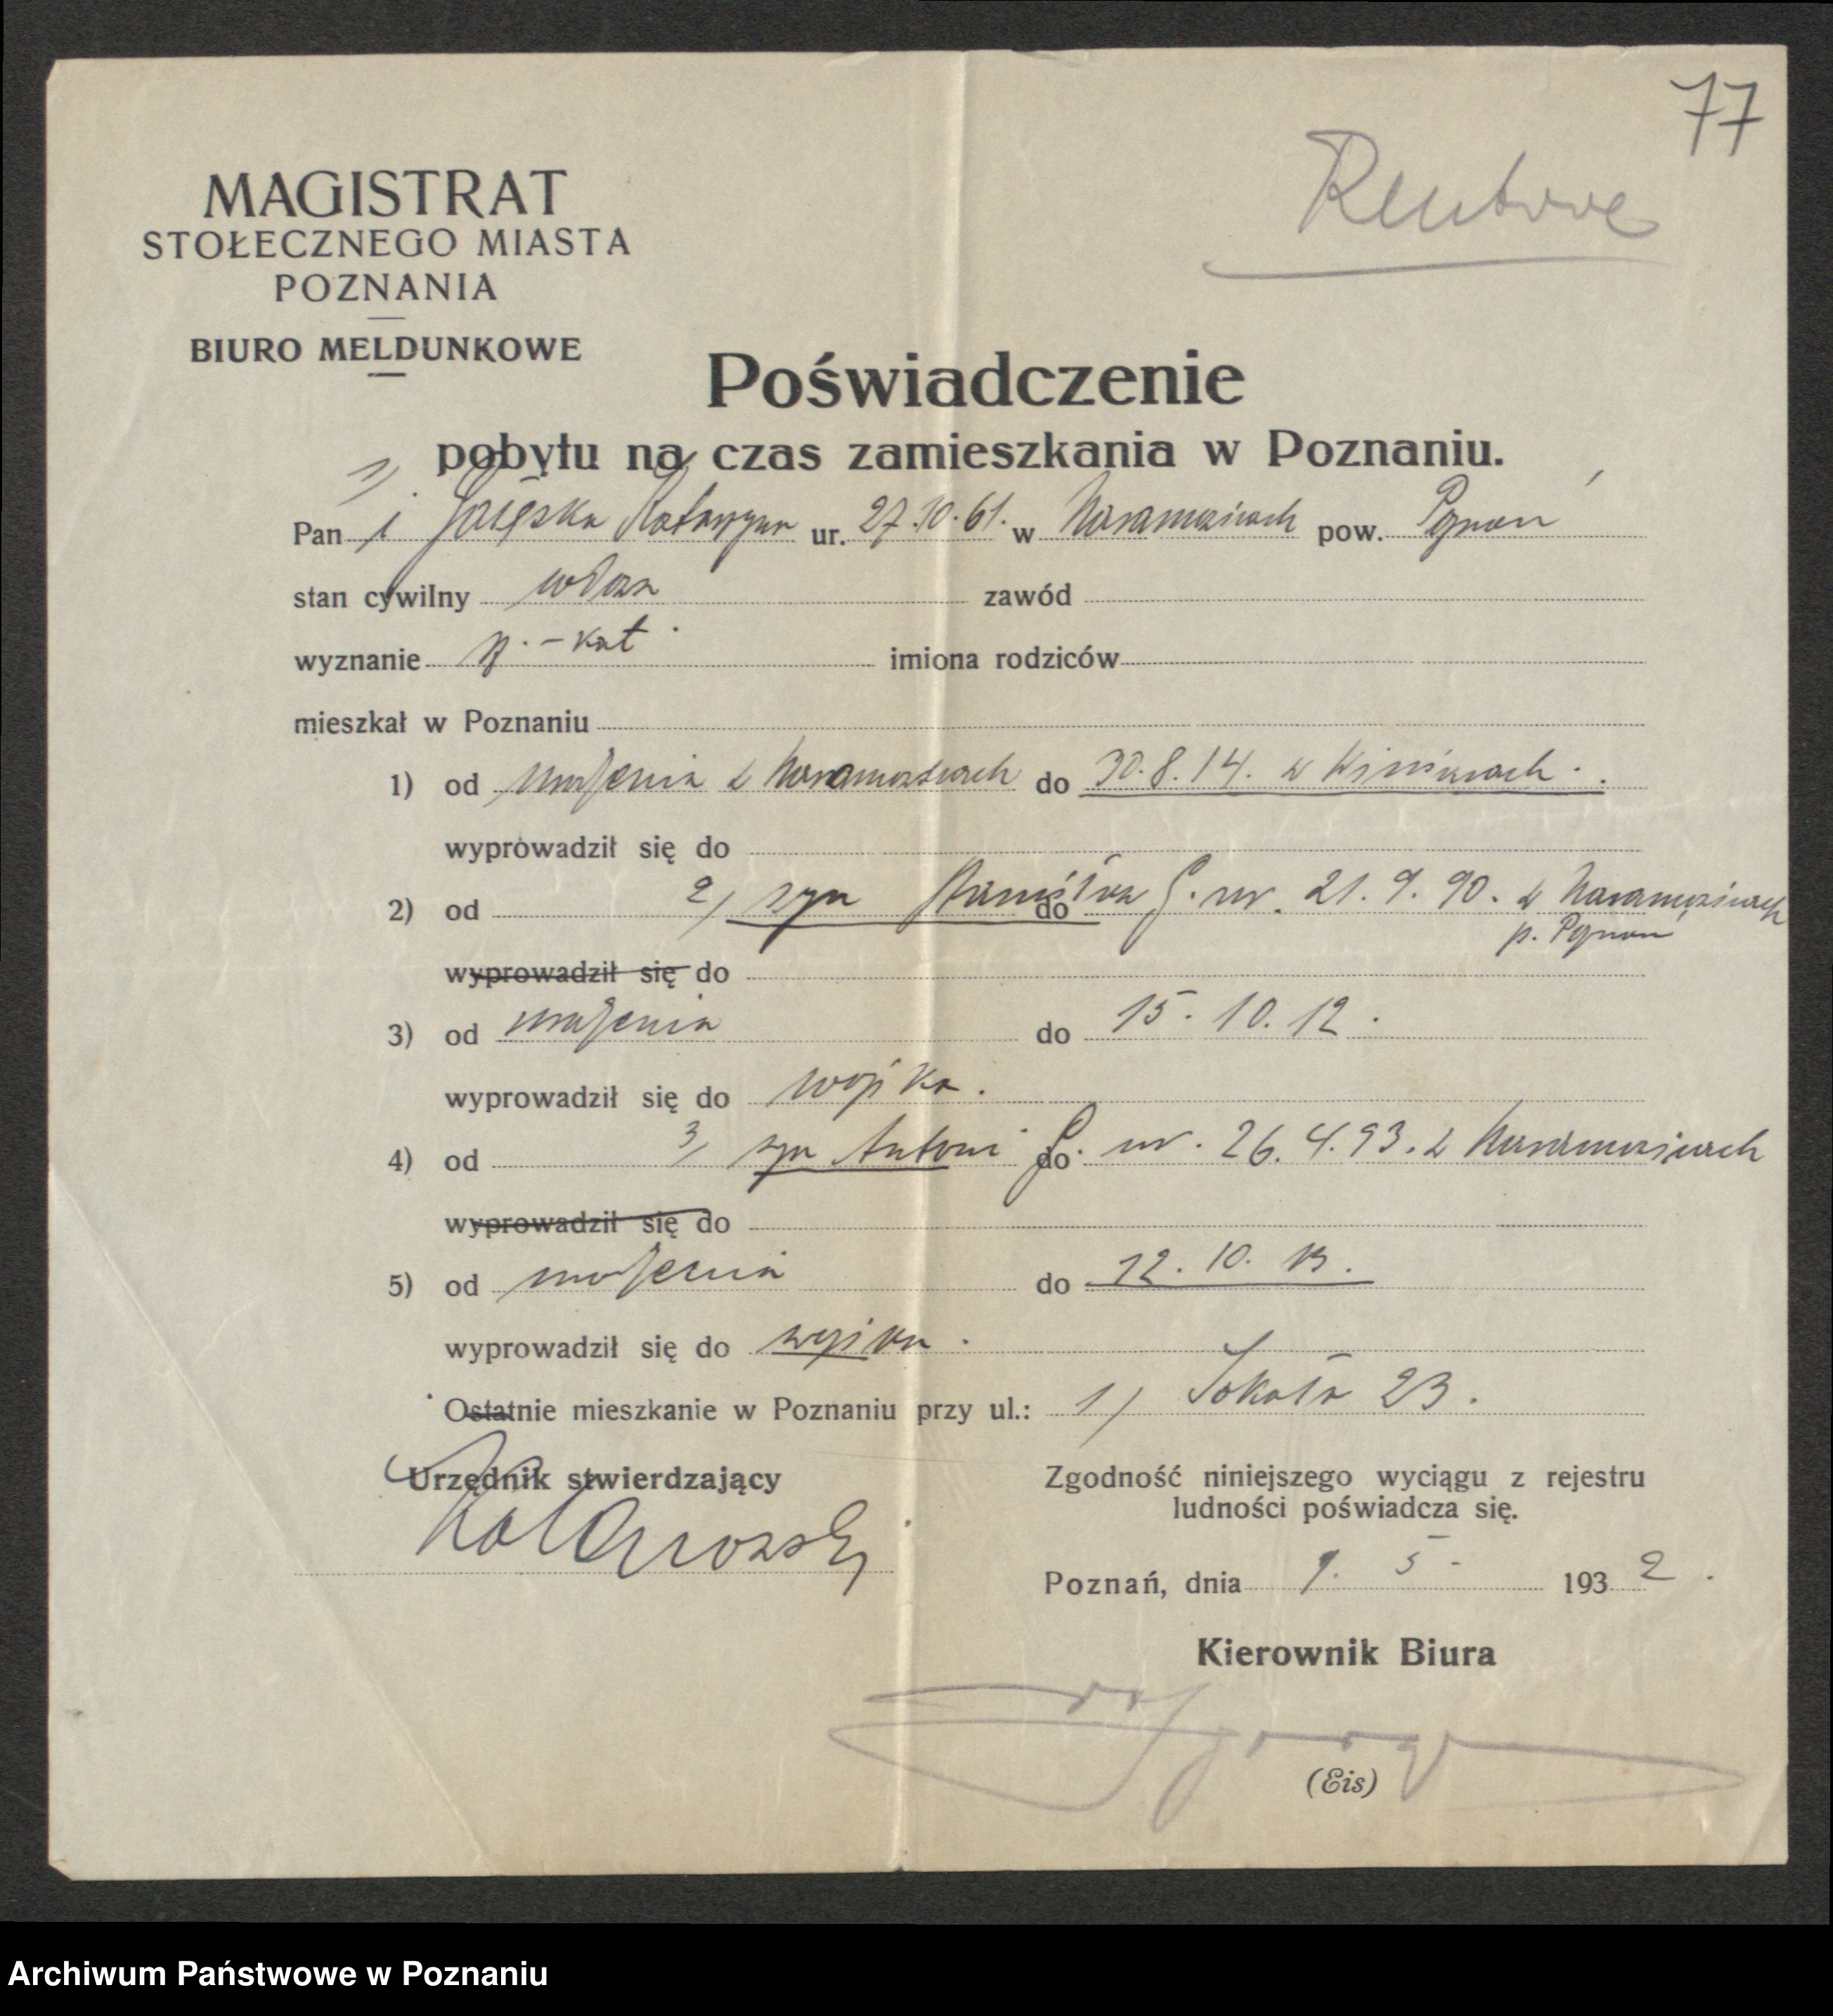 77
Rentowe
MAGISTRAT
STOŁECZNEGO MIASTA
POZNANIA
BIURO MELDUNKOWE
Poświadczenie
pobytu na czas zamieszkania w Poznaniu.
1)
Pani Katarzyna ur. 27.10.61. w Naramowicach pow. Poznań
stan cywilny wdowa zawód
wyznanie rz.-kat. imiona rodziców
mieszkał w Poznaniu
1) od urodzenia w Naramowicach do 30.8.14. w Winiarach.
wyprowadził się do
2) od 2) syn Stanisław G. ur. do 21.9.90. w Naramowicach
p. Poznań
wyprowadził się do
3) od urodzenia do 15.10.12.
wyprowadził się do wojska.
4) od 3) syn Antoni G. do ur. 26.4.93. w Naramowicach
wyprowadził się do
5) od urodzenia do 12.10.13.
wyprowadził się do wojska.
Ostatnie mieszkanie w Poznaniu przy ul.: 1) Sokoła 23.
Urzędnik stwierdzający
Zgodność niniejszego wyciągu z rejestru
ludności poświadcza się.
Poznań, dnia 5. 1932.
Kierownik Biura
(Eis)
Archiwum Państwowe w Poznaniu